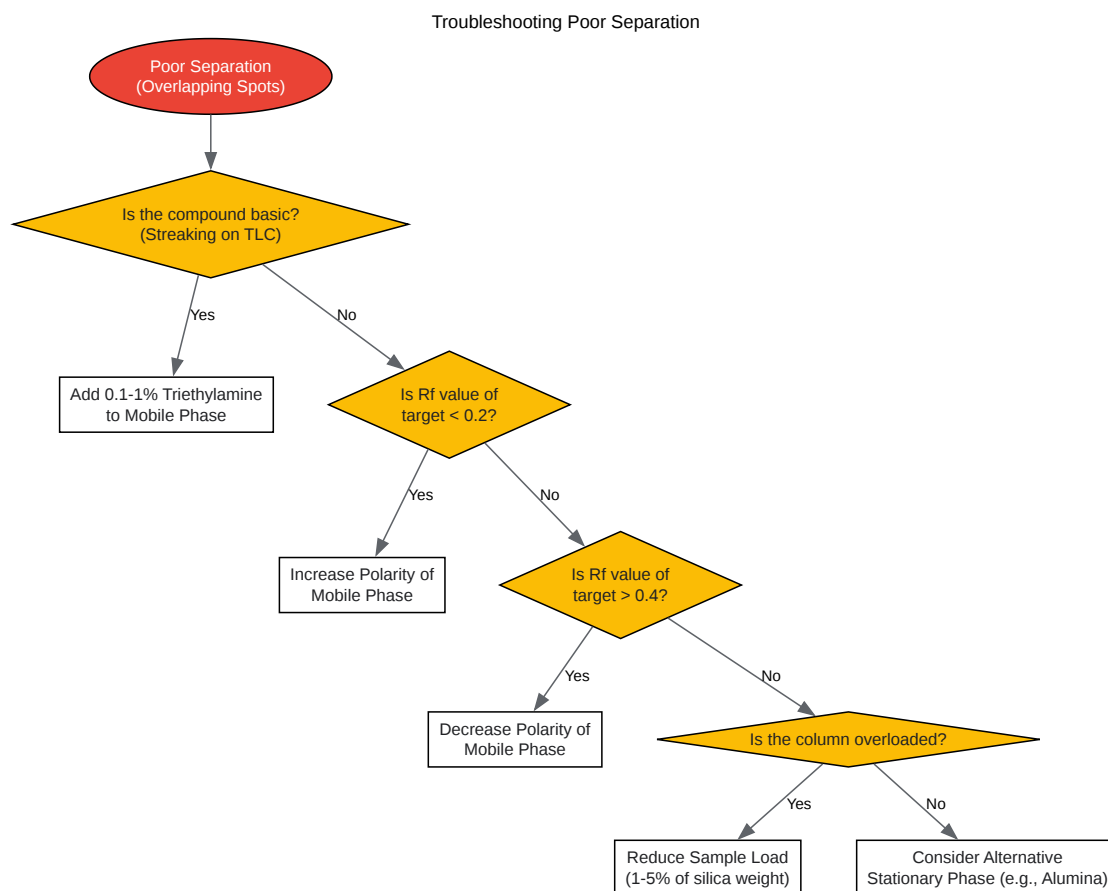 Troubleshooting Poor Separation
Poor Separation
(Overlapping Spots)
Is the compound basic?
(Streaking on TLC)
Yes
No
Add 0.1-1% Triethylamine
to Mobile Phase
Is Rf value of
target < 0.2?
Yes
No
Increase Polarity of
Mobile Phase
Is Rf value of
target > 0.4?
Yes
No
Decrease Polarity of
Mobile Phase
Is the column overloaded?
Yes
No
Reduce Sample Load
(1-5% of silica weight)
Consider Alternative
Stationary Phase (e.g., Alumina)